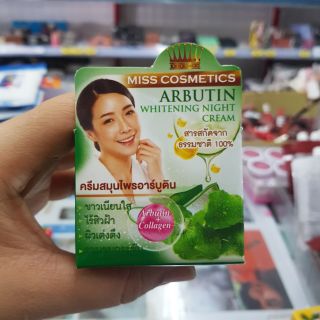 MISS COSMETICS
ARBUTIN
WHITENING NIGHT
CREAM
สารสกัดจาก
ธรรมชาติ 100%
ครีมสมุนไพรอาร์บูติน
ขาวเนียนใส
ไร้สิวฝ้า
ผิวเต่งตึง
Arbutin
Collagen